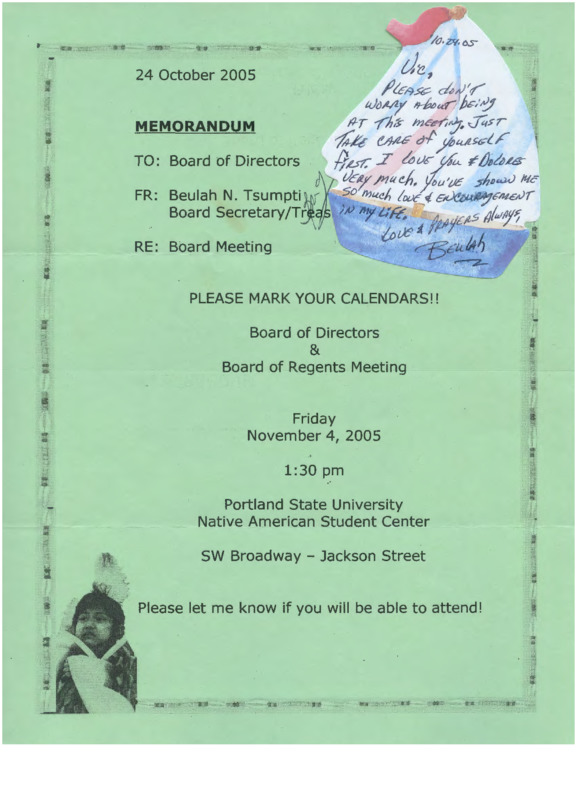 24 October 2005
MEMORANDUM
TO: Board of Directors
FR: Beulah N. Tsumpti
Board Secretary/Treas
RE: Board Meeting
10.24.05
Vic,
PLEASE don't
worry About being
AT This meeting. Just
TAKE CARE of yourself
first. I love you & Dolores
very much. You've shown me
so much love & encouragement
in my life.
Love & Prayers Always,
Beulah
PLEASE MARK YOUR CALENDARS!!
Board of Directors
&
Board of Regents Meeting
Friday
November 4, 2005
1:30 pm
Portland State University
Native American Student Center
SW Broadway – Jackson Street
Please let me know if you will be able to attend!